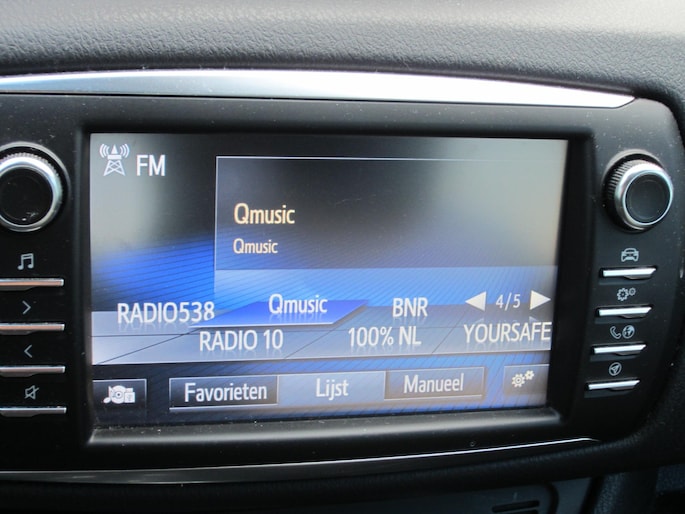 FM
Qmusic
Qmusic
RADIO538 Qmusic BNR 4/5
RADIO 10 100% NL YOURSAFE
Favorieten Lijst Manueel